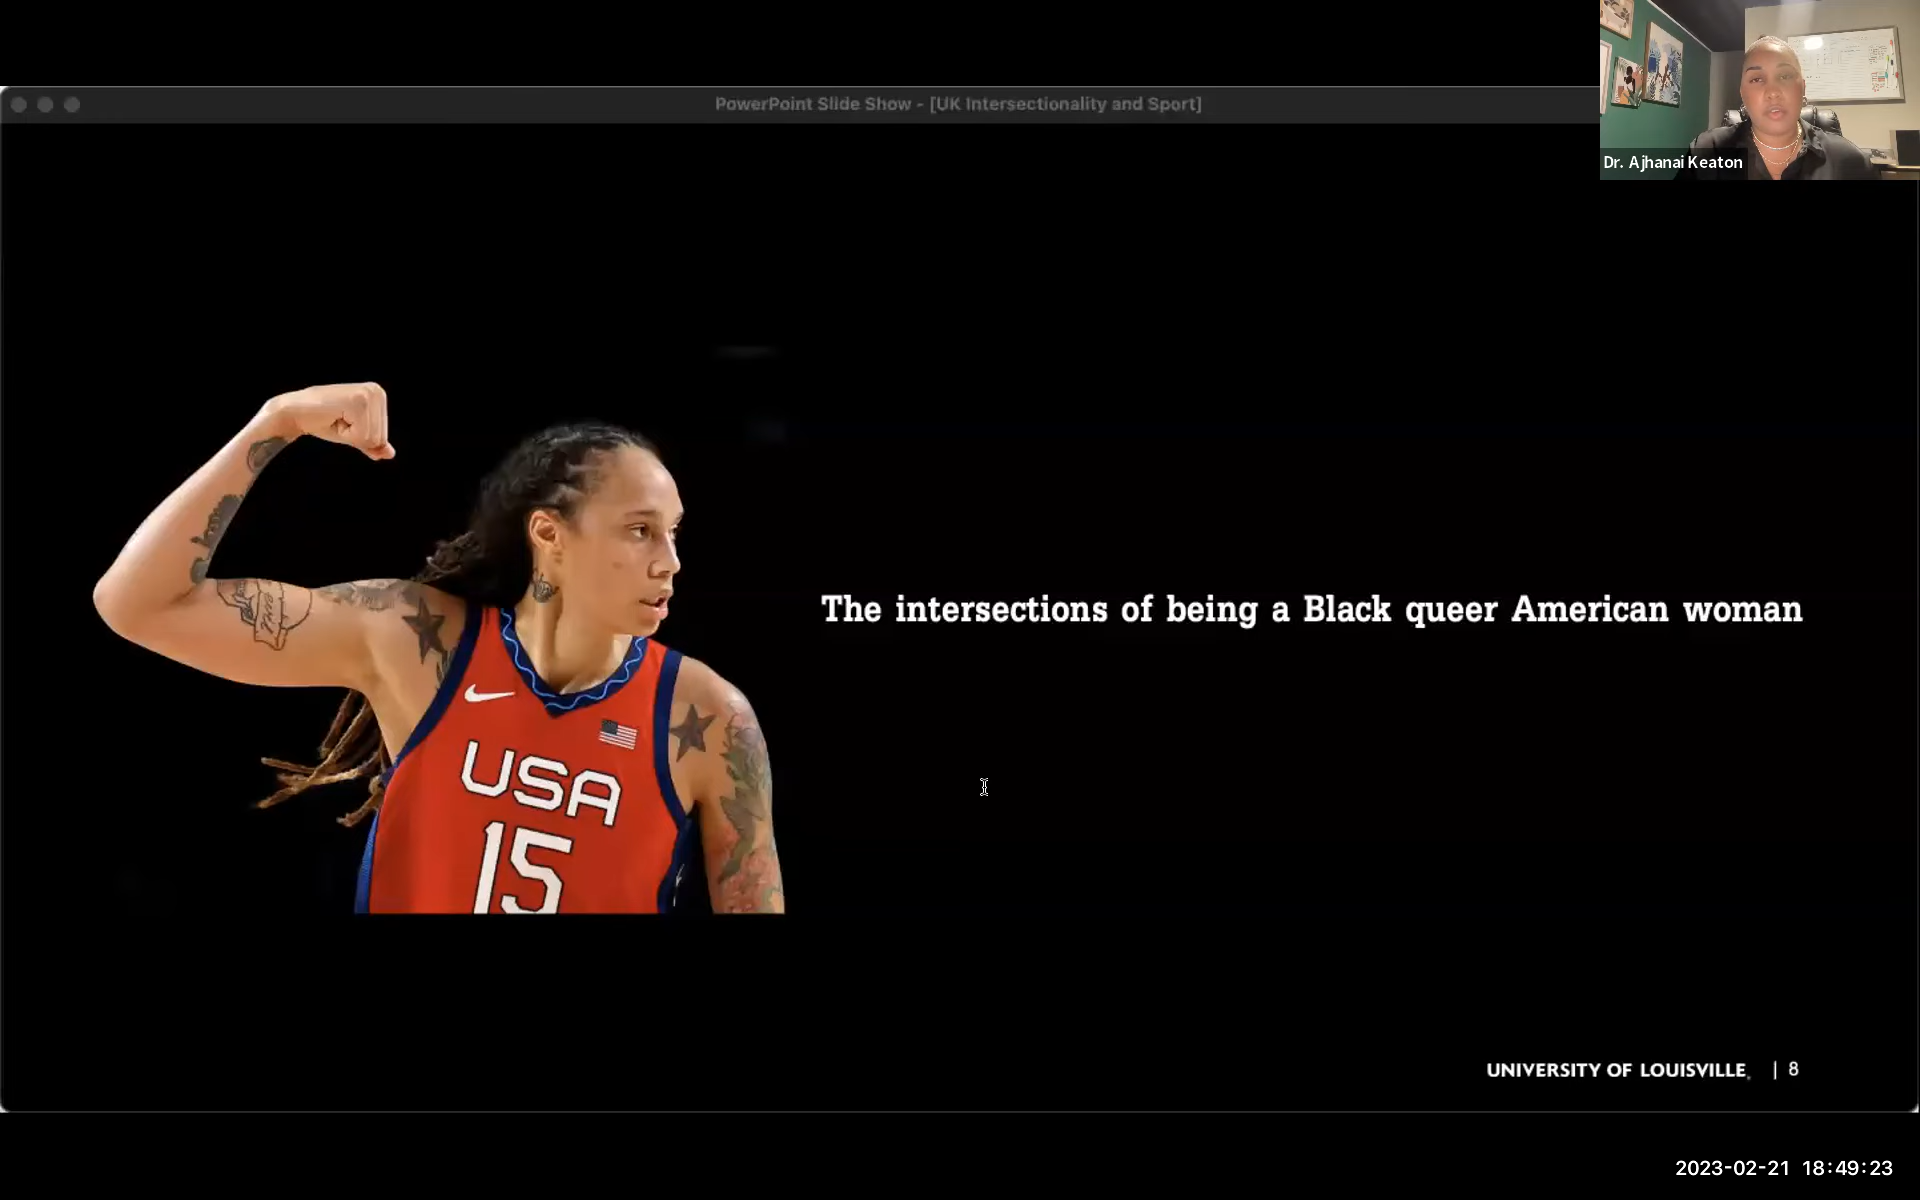 PowerPoint Slide Show - [UK Intersectionality and Sport]
Dr. Ajhanai Keaton
The intersections of being a Black queer American woman
USA
15
UNIVERSITY OF LOUISVILLE. | 8
2023-02-21 18:49:23